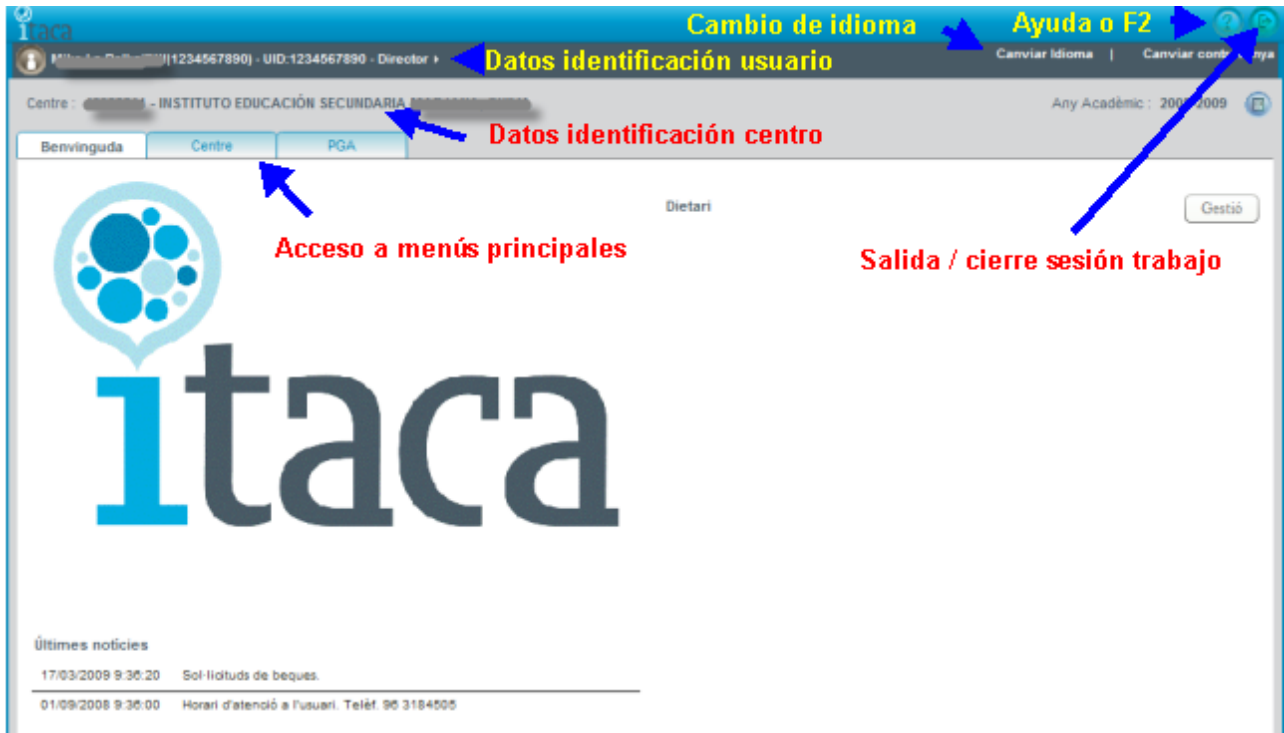 itaca
Cambio de idioma
Ayuda o F2
(1234567890) - UID:1234567890 - Director
Datos identificación usuario
Canviar Idioma | Canviar
Centre : - INSTITUTO EDUCACIÓN SECUNDARIA
Any Acadèmic : 2009
Datos identificación centro
Benvinguda Centre PGA
Dietari
Gestió
Acceso a menús principales
Salida / cierre sesión trabajo
itaca
Últimes notícies
17/03/2009 9:36:20 Sol·licituds de beques.
01/09/2008 9:36:00 Horari d'atenció a l'usuari. Telèf. 96 3184505